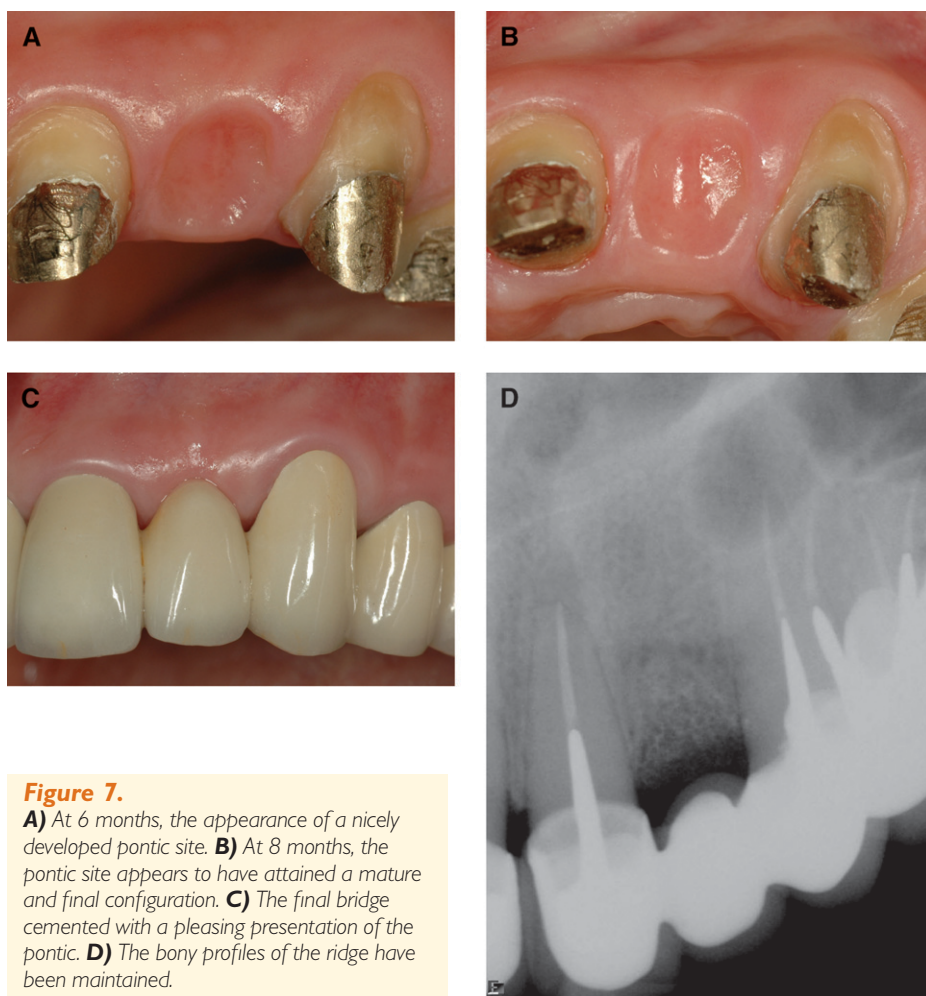 A
B
C
D
E
Figure 7.
A) At 6 months, the appearance of a nicely
developed pontic site. B) At 8 months, the
pontic site appears to have attained a mature
and final configuration. C) The final bridge
cemented with a pleasing presentation of the
pontic. D) The bony profiles of the ridge have
been maintained.